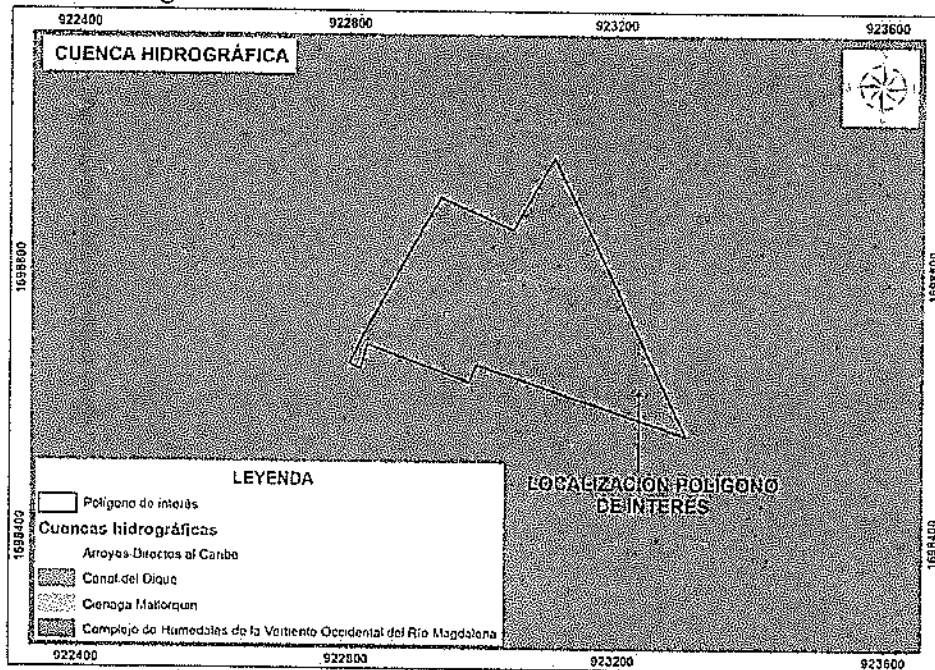 922400 922800 923200 923600
CUENCA HIDROGRÁFICA
1698800
1698800
LOCALIZACIÓN POLÍGONO
DE INTERÉS
LEYENDA
Polígono de interés
Cuencas hidrográficas
Arroyos Directos al Caribe
Canal del Dique
Cienaga Mallorquin
Complejo de Humedales de la Vertiente Occidental del Río Magdalena
1698400
1698400
922400 922800 923200 923600